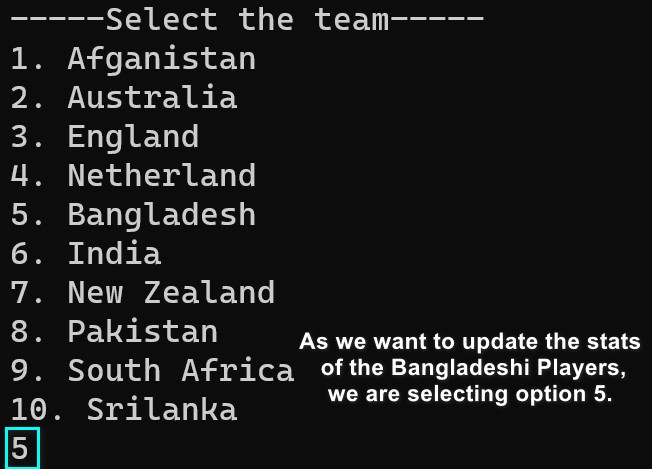 -----Select the team-----
1. Afganistan
2. Australia
3. England
4. Netherland
5. Bangladesh
6. India
7. New Zealand
8. Pakistan
9. South Africa
10. Srilanka
5
As we want to update the stats
of the Bangladeshi Players,
we are selecting option 5.